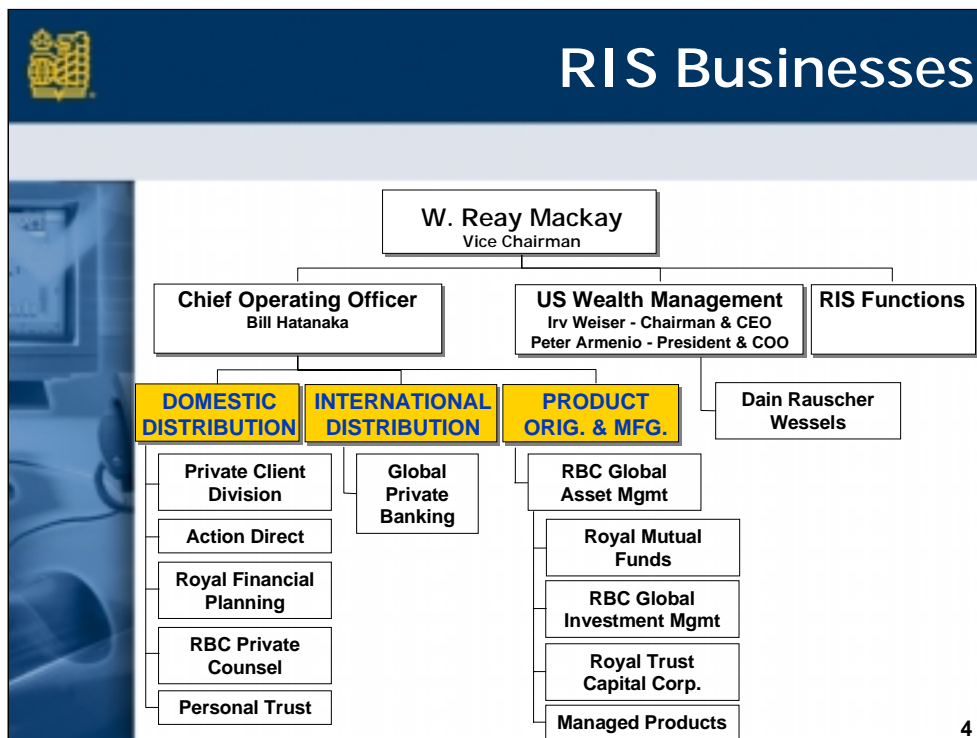 RIS Businesses
W. Reay Mackay
Vice Chairman
Chief Operating Officer
Bill Hatanaka
US Wealth Management
Irv Weiser - Chairman & CEO
Peter Armenio - President & COO
RIS Functions
DOMESTIC
DISTRIBUTION
INTERNATIONAL
DISTRIBUTION
PRODUCT
ORIG. & MFG.
Dain Rauscher
Wessels
Private Client
Division
Action Direct
Royal Financial
Planning
RBC Private
Counsel
Personal Trust
Global
Private
Banking
RBC Global
Asset Mgmt
Royal Mutual
Funds
RBC Global
Investment Mgmt
Royal Trust
Capital Corp.
Managed Products
4